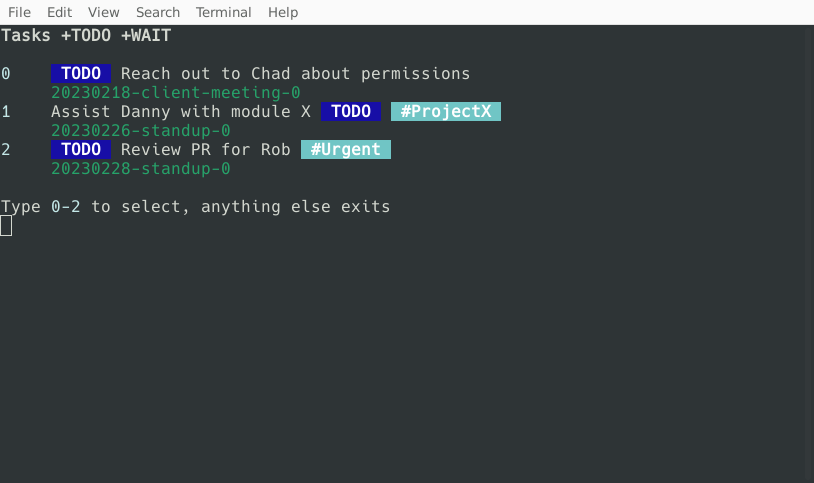 File Edit View Search Terminal Help
Tasks +TODO +WAIT
0 TODO Reach out to Chad about permissions
20230218-client-meeting-0
1 Assist Danny with module X TODO #ProjectX
20230226-standup-0
2 TODO Review PR for Rob #Urgent
20230228-standup-0
Type 0-2 to select, anything else exits